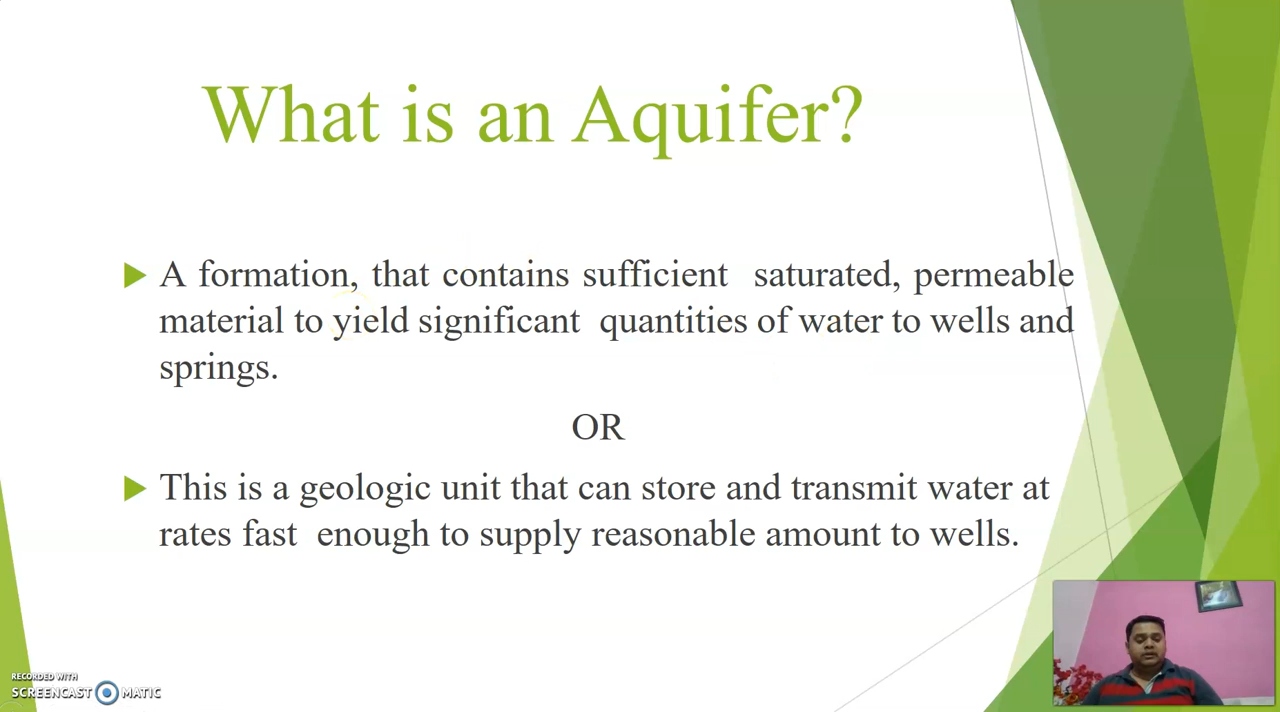 What is an Aquifer?
A formation, that contains sufficient saturated, permeable
material to yield significant quantities of water to wells and
springs.
OR
This is a geologic unit that can store and transmit water at
rates fast enough to supply reasonable amount to wells.
RECORDED WITH
SCREENCAST MATIC